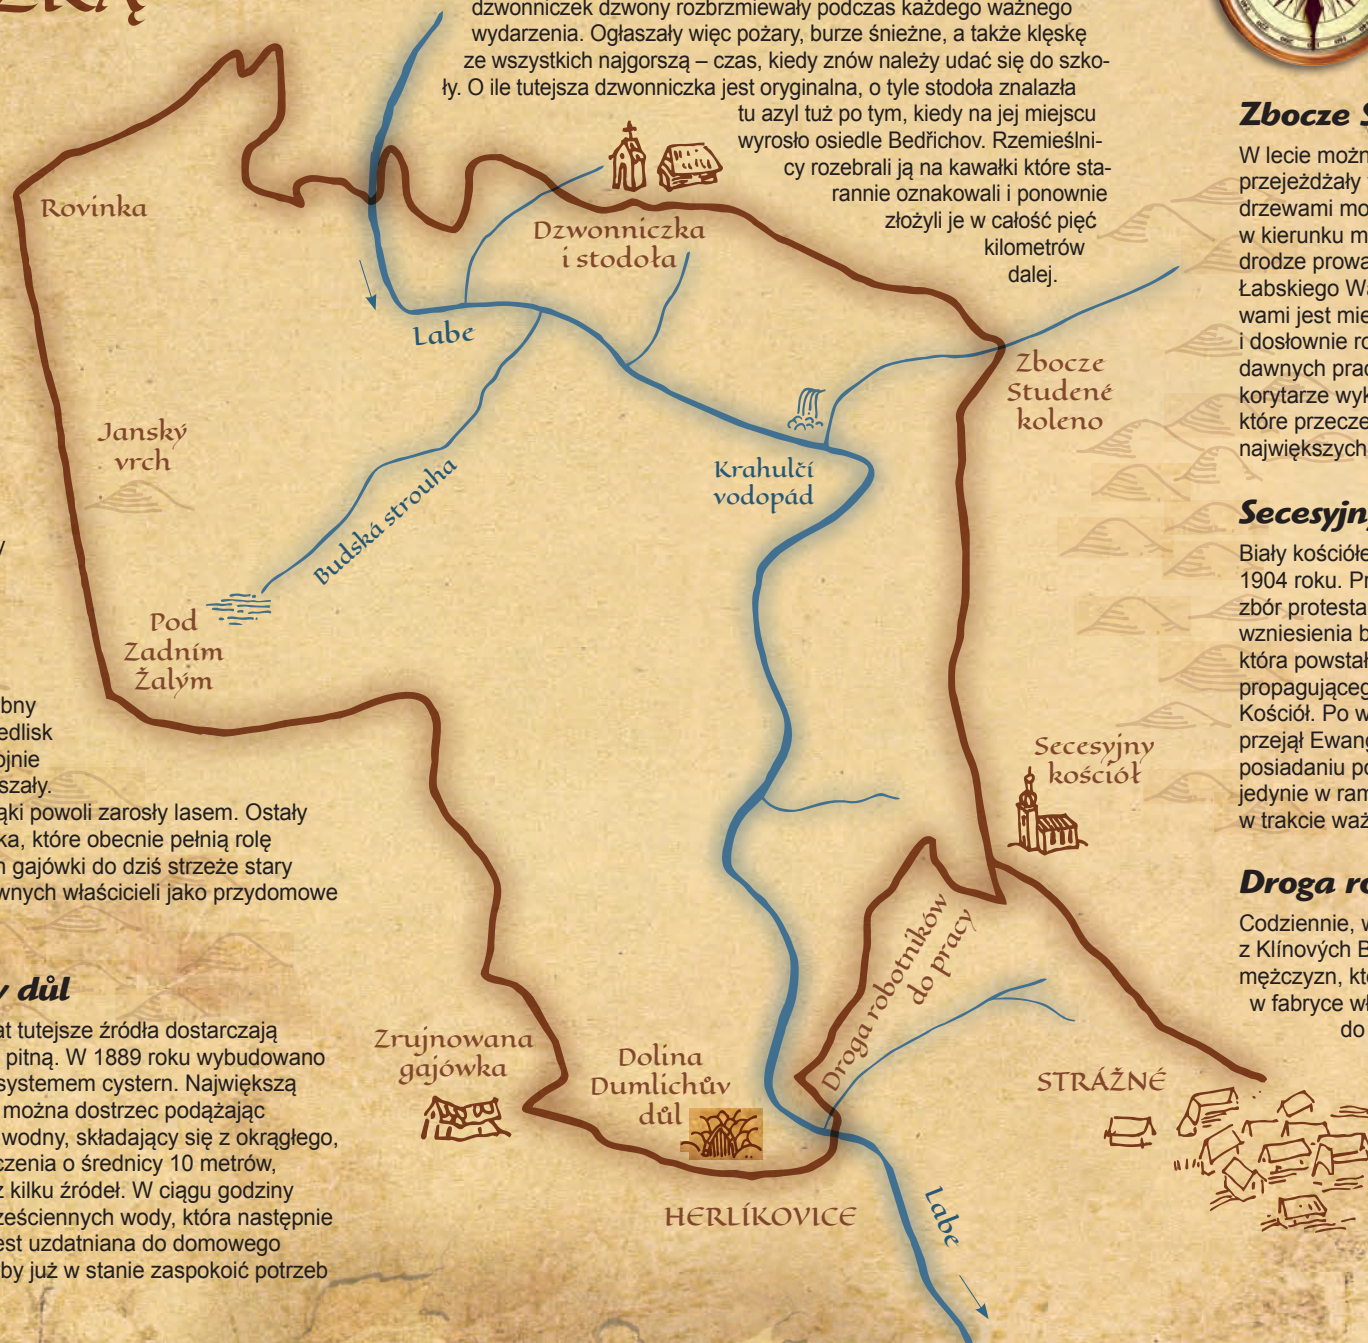 dzwonniczek dzwony rozbrzmiewały podczas każdego ważnego
wydarzenia. Ogłaszały więc pożary, burze śnieżne, a także klęskę
ze wszystkich najgorszą – czas, kiedy znów należy udać się do szko-
ły. O ile tutejsza dzwonniczka jest oryginalna, o tyle stodoła znalazła
tu azyl tuż po tym, kiedy na jej miejscu
wyrosło osiedle Bedřichov. Rzemieślni-
cy rozebrali ją na kawałki które sta-
rannie oznakowali i ponownie
złożyli je w całość pięć
kilometrów
dalej.
Rovinka
Dzwonniczka
i stodoła
Labe
Zbocze
Studené
koleno
Janský
vrch
Krahulčí
vodopád
Budská strouha
Pod
Zadním
Žalým
Secesyjny
kościół
Droga robotników
do pracy
Zrujnowana
gajówka
Dolina
Dumlichův
důl
STRÁŽNÉ
HERLÍKOVICE
Labe
y
bny
edlisk
ojnie
szały.
ąki powoli zarosły lasem. Ostały
ka, które obecnie pełnią rolę
n gajówki do dziś strzeże stary
wnych właścicieli jako przydomowe
v důl
at tutejsze źródła dostarczają
pitną. W 1889 roku wybudowano
systemem cystern. Największą
można dostrzec podążając
wodny, składający się z okrągłego,
czenia o średnicy 10 metrów,
z kilku źródeł. W ciągu godziny
ześciennych wody, która następnie
est uzdatniana do domowego
by już w stanie zaspokoić potrzeb
Zbocze S
W lecie możn
przejeżdżały
drzewami mo
w kierunku m
drodze prowa
Łabskiego Wa
wami jest mie
i dosłownie ro
dawnych prac
korytarze wyk
które przecze
największych
Secesyjn
Biały kościółe
1904 roku. Pr
zbór protesta
wzniesienia b
która powstał
propagująceg
Kościół. Po w
przejął Ewang
posiadaniu po
jedynie w ram
w trakcie waż
Droga ro
Codziennie, w
z Klínových B
mężczyzn, któ
w fabryce wł
do